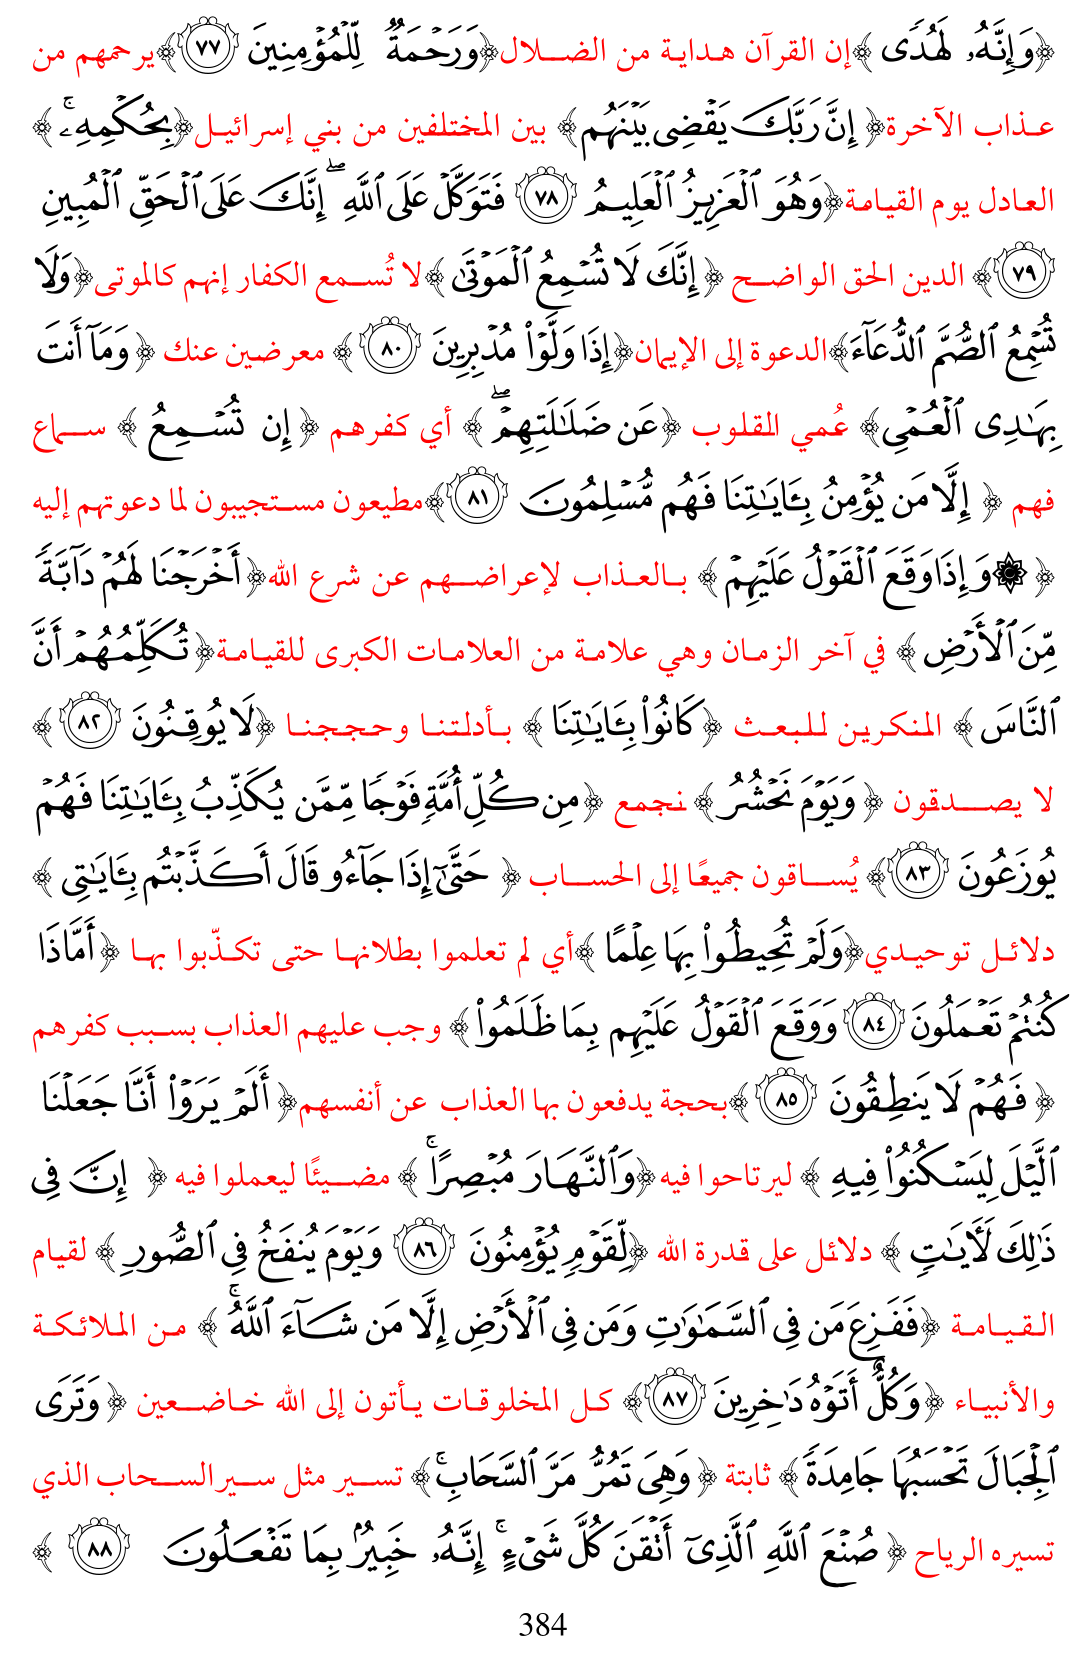 ﴿وَإِنَّهُۥ لَهُدٗى ﴾إن القرآن هداية من الضلال﴿وَرَحۡمَةٞ لِّلۡمُؤۡمِنِينَ ٧٧﴾يرحمهم من
عذاب الآخرة﴿ إِنَّ رَبَّكَ يَقۡضِي بَيۡنَهُم﴾ بين المختلفين من بني إسرائيل﴿بِحُكۡمِهِۦۚ ﴾
العادل يوم القيامة﴿وَهُوَ ٱلۡعَزِيزُ ٱلۡعَلِيمُ ٧٨ فَتَوَكَّلۡ عَلَى ٱللَّهِۖ إِنَّكَ عَلَى ٱلۡحَقِّ ٱلۡمُبِينِ
٧٩﴾ الدين الحق الواضح ﴿ إِنَّكَ لَا تُسۡمِعُ ٱلۡمَوۡتَىٰ ﴾لا تُسمع الكفار إنهم كالموتى﴿وَلَا
تُسۡمِعُ ٱلصُّمَّ ٱلدُّعَآءَ﴾الدعوة إلى الإيمان﴿إِذَا وَلَّوۡاْ مُدۡبِرِينَ ٨٠ ﴾ معرضين عنك ﴿ وَمَآ أَنتَ
بِهَٰدِي ٱلۡعُمۡيِ﴾ عُمي المقلوب ﴿عَن ضَلَٰلَتِهِمۡۖ ﴾ أي كفرهم ﴿ إِن تُسۡمِعُ ﴾ سماع
فهم ﴿ إِلَّا مَن يُؤۡمِنُ بِـَٔايَٰتِنَا فَهُم مُّسۡلِمُونَ ٨١﴾مطيعون مستجيبون لما دعوتهم إليه
﴿ ۞وَإِذَا وَقَعَ ٱلۡقَوۡلُ عَلَيۡهِمۡ ﴾ بالعذاب لإعراضهم عن شرع الله﴿ أَخۡرَجۡنَا لَهُمۡ دَآبَّةٗ
مِّنَ ٱلۡأَرۡضِ ﴾ في آخر الزمان وهي علامة من العلامات الكبرى للقيامة﴿ تُكَلِّمُهُمۡ أَنَّ
ٱلنَّاسَ ﴾ المنكرين للبعث ﴿كَانُواْ بِـَٔايَٰتِنَا ﴾ بأدلتنا وحججنا ﴿لَا يُوقِنُونَ ٨٢ ﴾
لا يصدقون ﴿ وَيَوۡمَ نَحۡشُرُ ﴾ نجمع ﴿مِن كُلِّ أُمَّةٖ فَوۡجٗا مِّمَّن يُكَذِّبُ بِـَٔايَٰتِنَا فَهُمۡ
يُوزَعُونَ ٨٣﴾ يُساقون جميعًا إلى الحساب ﴿ حَتَّىٰٓ إِذَا جَآءُو قَالَ أَكَذَّبۡتُم بِـَٔايَٰتِي ﴾
دلائل توحيدي﴿وَلَمۡ تُحِيطُواْ بِهَا عِلۡمًا ﴾أي لم تعلموا بطلانها حتى تكذّبوا بها ﴿أَمَّاذَا
كُنتُمۡ تَعۡمَلُونَ ٨٤ وَوَقَعَ ٱلۡقَوۡلُ عَلَيۡهِم بِمَا ظَلَمُواْ﴾ وجب عليهم العذاب بسبب كفرهم
﴿ فَهُمۡ لَا يَنطِقُونَ ٨٥ ﴾بحجة يدفعون بها العذاب عن أنفسهم﴿ أَلَمۡ يَرَوۡاْ أَنَّا جَعَلۡنَا
ٱلَّيۡلَ لِيَسۡكُنُواْ فِيهِ ﴾ ليرتاحوا فيه﴿وَٱلنَّهَارَ مُبۡصِرًاۚ ﴾ مضيئًا ليعملوا فيه ﴿ إِنَّ فِي
ذَٰلِكَ لَأٓيَٰتٖ ﴾ دلائل على قدرة الله ﴿لِّقَوۡمٖ يُؤۡمِنُونَ ٨٦ وَيَوۡمَ يُنفَخُ فِي ٱلصُّورِ ﴾ لقيام
القيامة ﴿فَفَزِعَ مَن فِي ٱلسَّمَٰوَٰتِ وَمَن فِي ٱلۡأَرۡضِ إِلَّا مَن شَآءَ ٱللَّهُۚ ﴾ من الملائكة
والأنبياء ﴿وَكُلٌّ أَتَوۡهُ دَٰخِرِينَ ٨٧﴾ كل المخلوقات يأتون إلى الله خاضعين ﴿ وَتَرَى
ٱلۡجِبَالَ تَحۡسَبُهَا جَامِدَةٗ ﴾ ثابتة ﴿ وَهِيَ تَمُرُّ مَرَّ ٱلسَّحَابِۚ ﴾ تسير مثل سيرالسحاب الذي
تسيره الرياح ﴿ صُنۡعَ ٱللَّهِ ٱلَّذِيٓ أَتۡقَنَ كُلَّ شَيۡءٍۚ إِنَّهُۥ خَبِيرُۢ بِمَا تَفۡعَلُونَ ٨٨ ﴾
384